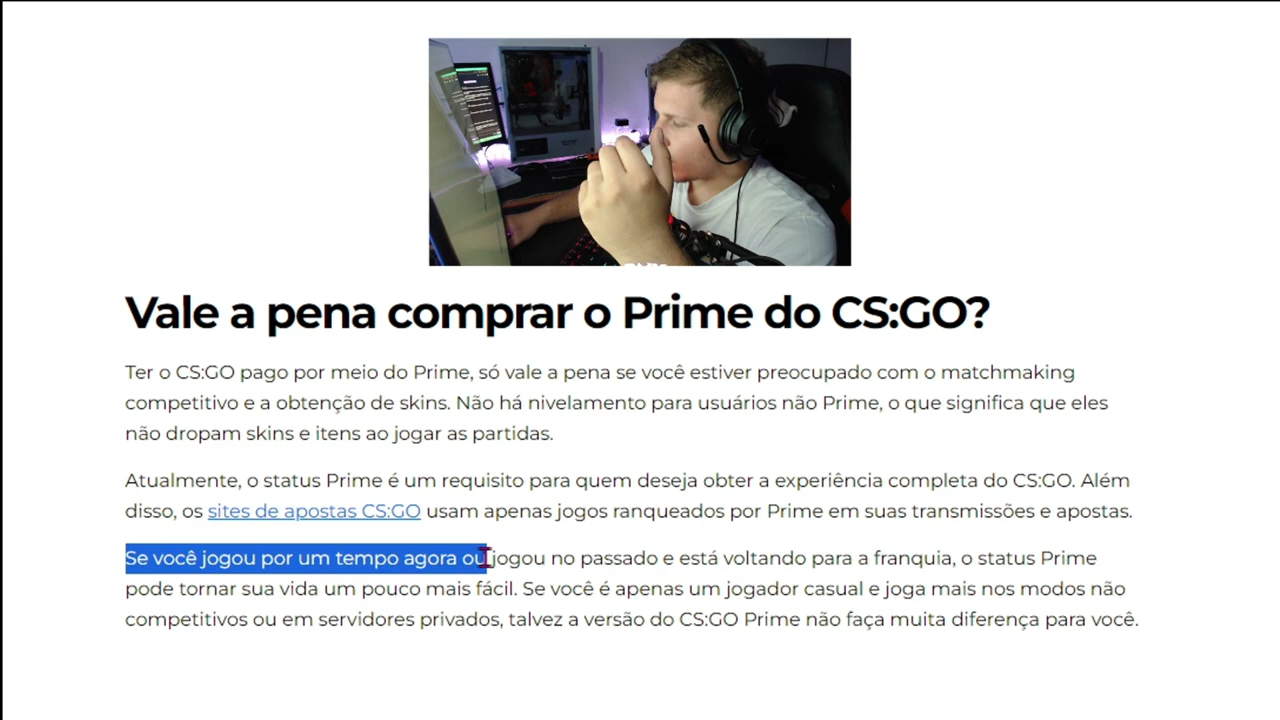 Vale a pena comprar o Prime do CS:GO?
Ter o CS:GO pago por meio do Prime, só vale a pena se você estiver preocupado com o matchmaking
competitivo e a obtenção de skins. Não há nivelamento para usuários não Prime, o que significa que eles
não dropam skins e itens ao jogar as partidas.
Atualmente, o status Prime é um requisito para quem deseja obter a experiência completa do CS:GO. Além
disso, os sites de apostas CS:GO usam apenas jogos ranqueados por Prime em suas transmissões e apostas.
Se você jogou por um tempo agora ou jogou no passado e está voltando para a franquia, o status Prime
pode tornar sua vida um pouco mais fácil. Se você é apenas um jogador casual e joga mais nos modos não
competitivos ou em servidores privados, talvez a versão do CS:GO Prime não faça muita diferença para você.